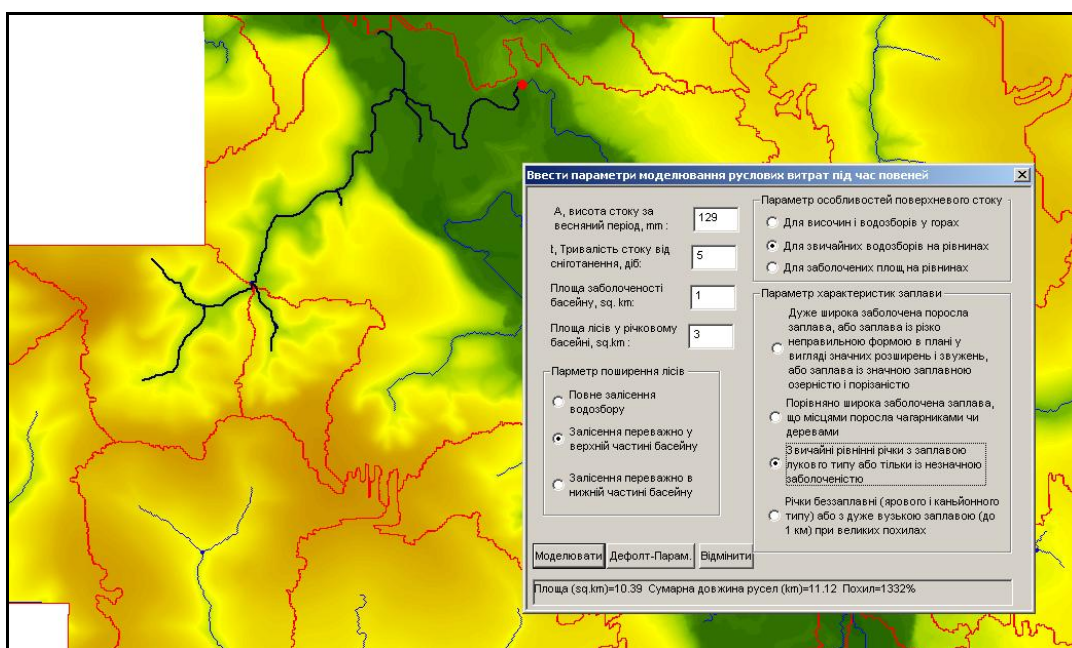 Ввести параметри моделювання руслових витрат під час повеней
A, висота стоку за
весняний період, mm :
129
t, Тривалість стоку від
сніготанення, діб:
5
Площа заболоченості
басейну, sq. km:
1
Площа лісів у річковому
басейні, sq.km :
3
Парметр поширення лісів
Повне залісення
водозбору
Залісення переважно у
верхній частині басейну
Залісення переважно в
нижній частині басейну
Параметр особливостей поверхневого стоку
Для височин і водозборів у горах
Для звичайних водозборів на рівнинах
Для заболочених площ на рівнинах
Параметр характеристик заплави
Дуже широка заболочена поросла
заплава, або заплава із різко
неправильною формою в плані у
вигляді значних розширень і звужень,
або заплава із значною заплавною
озерністю і порізаністю
Порівняно широка заболочена заплава,
що місцями поросла чагарниками чи
деревами
Звичайні рівнинні річки з заплавою
лукового типу або тільки із незначною
заболоченістю
Річки беззаплавні (ярового і каньйонного
типу) або з дуже вузькою заплавою (до
1 км) при великих похилах
Моделювати
Дефолт-Парам.
Відмінити
Площа (sq.km)=10.39 Сумарна довжина русел (km)=11.12 Похил=1332%